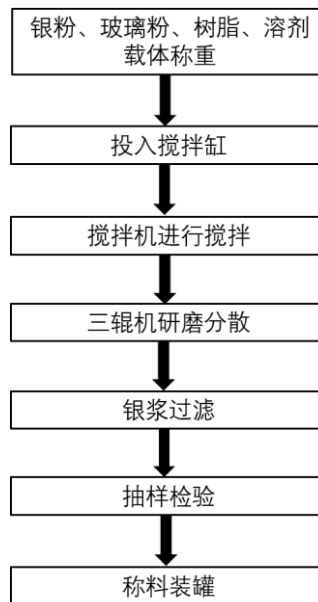 银粉、玻璃粉、树脂、溶剂
载体称重
投入搅拌缸
搅拌机进行搅拌
三辊机研磨分散
银浆过滤
抽样检验
称料装罐